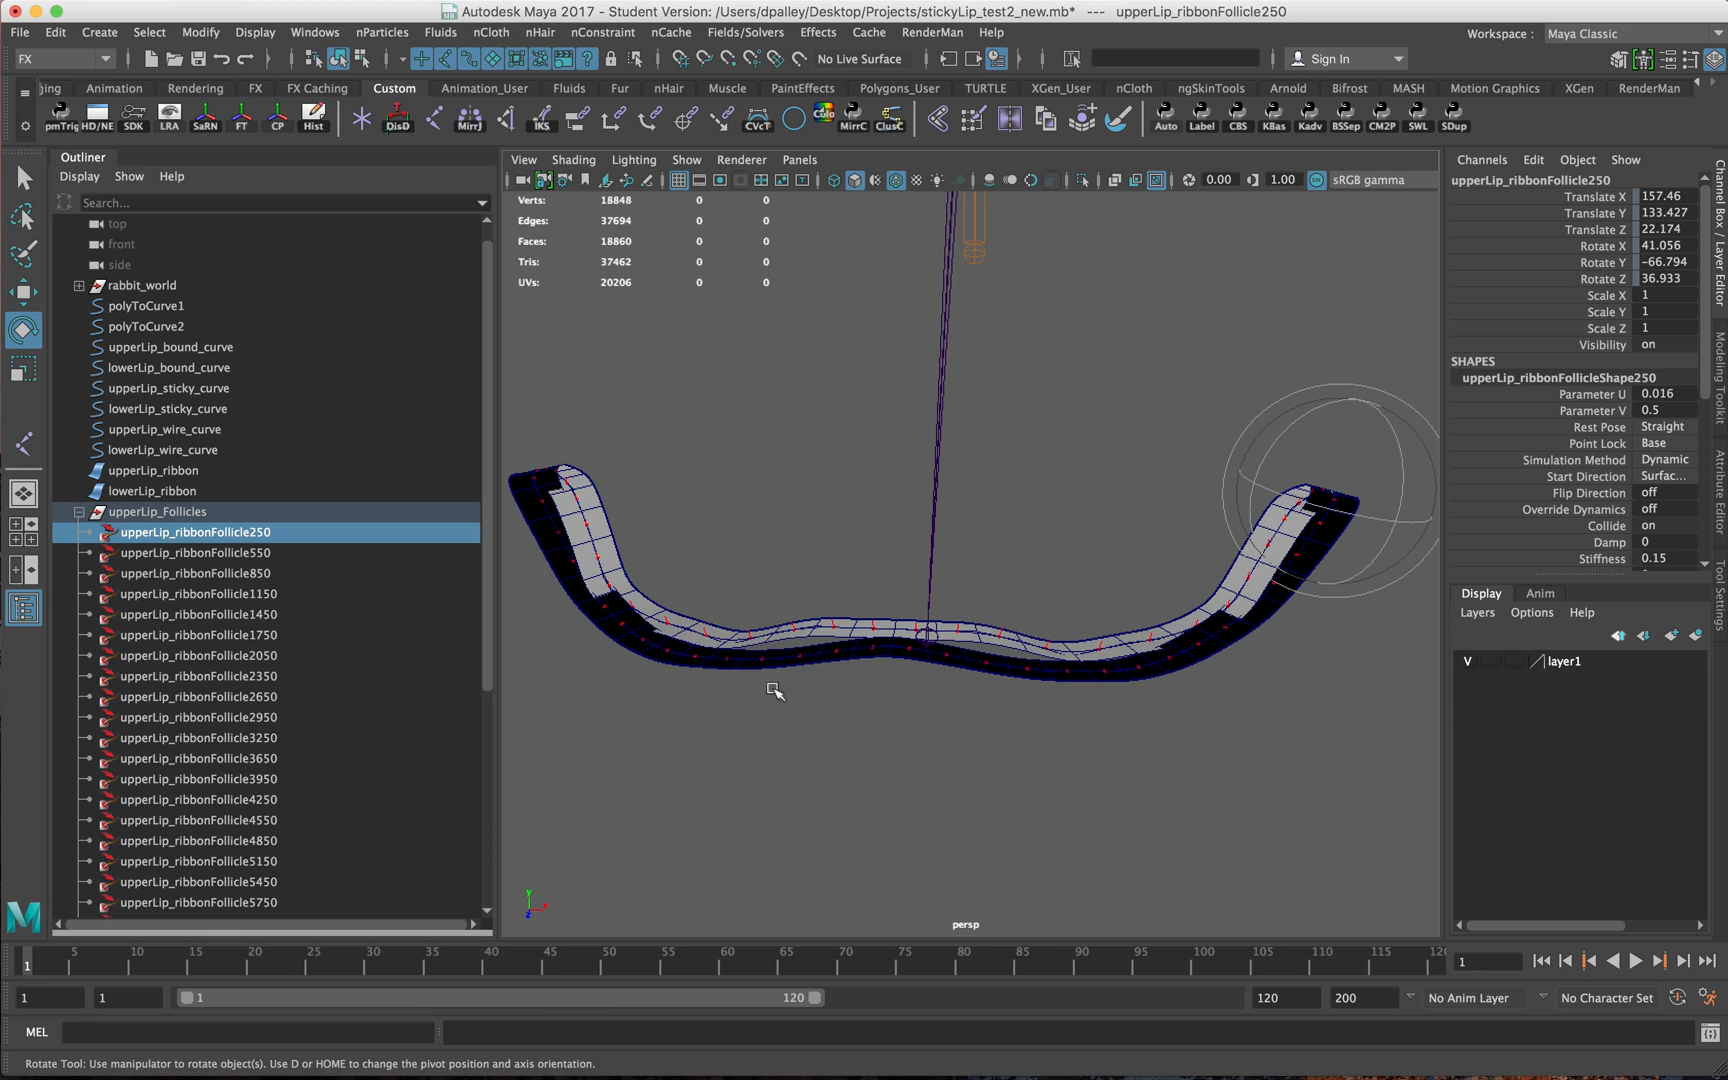 Autodesk Maya 2017 - Student Version: /Users/dpalley/Desktop/Projects/stickyLip_test2_new.mb* --- upperLip_ribbonFollicle250
File Edit Create Select Modify Display Windows nParticles Fluids nCloth nHair nConstraint nCache Fields/Solvers Effects Cache RenderMan Help Workspace : Maya Classic
FX No Live Surface Sign In
ging Animation Rendering FX FX Caching Custom Animation_User Fluids Fur nHair Muscle PaintEffects Polygons_User TURTLE XGen_User nCloth ngSkinTools Arnold Bifrost MASH Motion Graphics XGen RenderMan
pmTrig HD/NE SDK LRA SaRN FT CP Hist DisD MirrJ IKS CVcT Colo MirrC ClusC Auto Label CBS KBas Kadv BSSep CM2P SWL SDup
Outliner
Display Show Help
Search...
top
front
side
rabbit_world
polyToCurve1
polyToCurve2
upperLip_bound_curve
lowerLip_bound_curve
upperLip_sticky_curve
lowerLip_sticky_curve
upperLip_wire_curve
lowerLip_wire_curve
upperLip_ribbon
lowerLip_ribbon
upperLip_Follicles
upperLip_ribbonFollicle250
upperLip_ribbonFollicle550
upperLip_ribbonFollicle850
upperLip_ribbonFollicle1150
upperLip_ribbonFollicle1450
upperLip_ribbonFollicle1750
upperLip_ribbonFollicle2050
upperLip_ribbonFollicle2350
upperLip_ribbonFollicle2650
upperLip_ribbonFollicle2950
upperLip_ribbonFollicle3250
upperLip_ribbonFollicle3650
upperLip_ribbonFollicle3950
upperLip_ribbonFollicle4250
upperLip_ribbonFollicle4550
upperLip_ribbonFollicle4850
upperLip_ribbonFollicle5150
upperLip_ribbonFollicle5450
upperLip_ribbonFollicle5750
View Shading Lighting Show Renderer Panels
0.00 1.00 ON sRGB gamma
Verts: 18848 0 0
Edges: 37694 0 0
Faces: 18860 0 0
Tris: 37462 0 0
UVs: 20206 0 0
y
x
z
persp
Channels Edit Object Show
upperLip_ribbonFollicle250
Translate X 157.46
Translate Y 133.427
Translate Z 22.174
Rotate X 41.056
Rotate Y -66.794
Rotate Z 36.933
Scale X 1
Scale Y 1
Scale Z 1
Visibility on
SHAPES
upperLip_ribbonFollicleShape250
Parameter U 0.016
Parameter V 0.5
Rest Pose Straight
Point Lock Base
Simulation Method Dynamic
Start Direction Surfac...
Flip Direction off
Override Dynamics off
Collide on
Damp 0
Stiffness 0.15
Display Anim
Layers Options Help
V layer1
Channel Box / Layer Editor
Modeling Toolkit
Attribute Editor
Tool Settings
5 10 15 20 25 30 35 40 45 50 55 60 65 70 75 80 85 90 95 100 105 110 115 120
1 1
1 1 1 120 120 200 No Anim Layer No Character Set
MEL
Rotate Tool: Use manipulator to rotate object(s). Use D or HOME to change the pivot position and axis orientation.